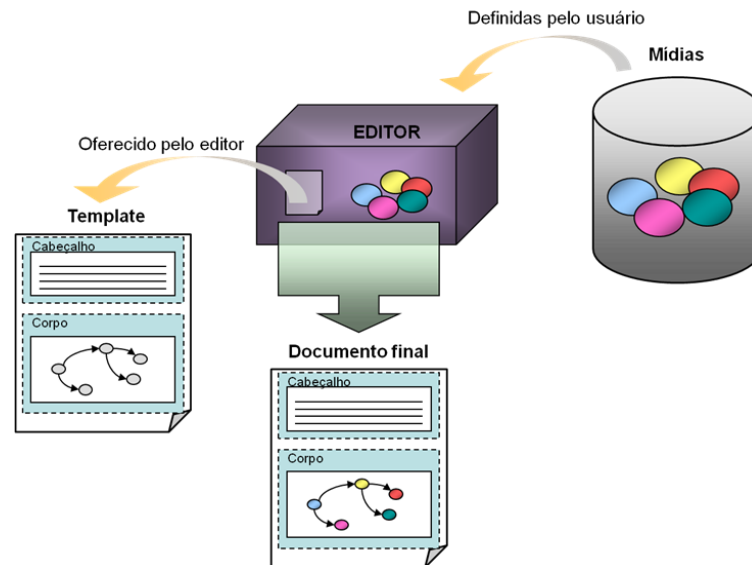 Definidas pelo usuário
Mídias
EDITOR
Oferecido pelo editor
Template
Cabeçalho
Corpo
Documento final
Cabeçalho
Corpo